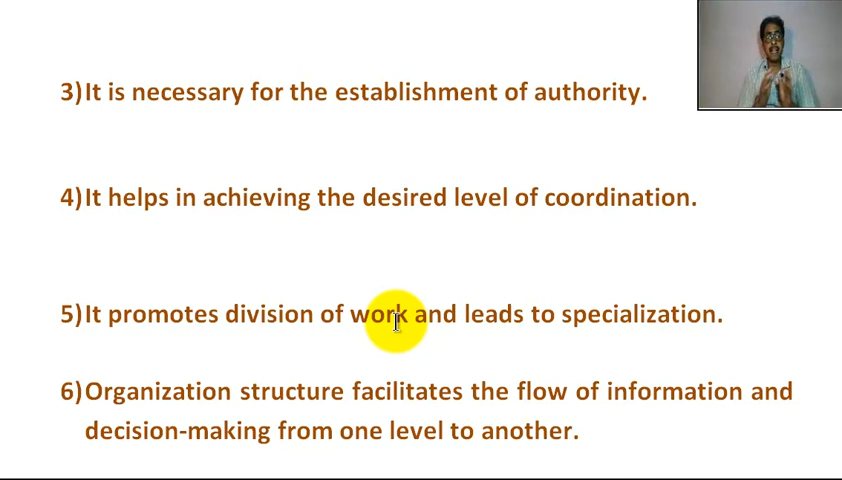 3) It is necessary for the establishment of authority.
4) It helps in achieving the desired level of coordination.
5) It promotes division of work and leads to specialization.
6) Organization structure facilitates the flow of information and
decision-making from one level to another.